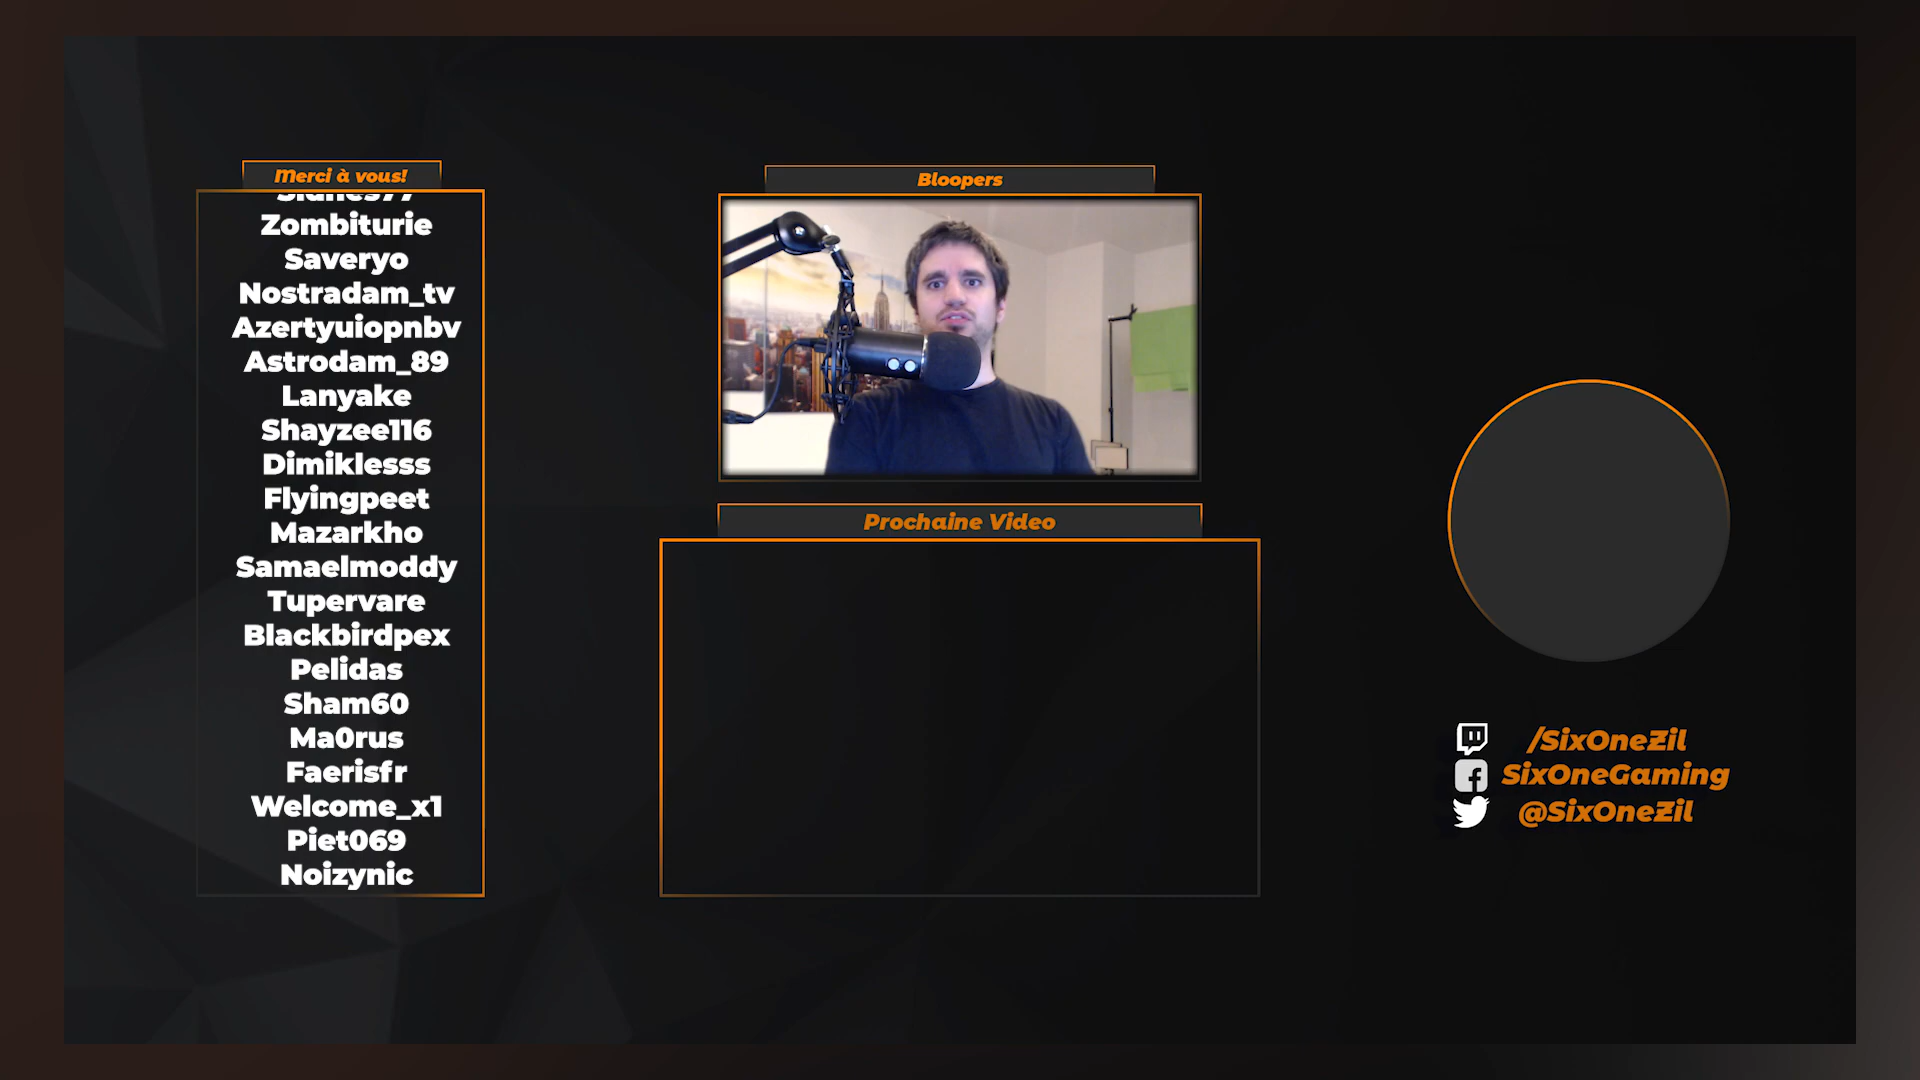 Merci à vous!
Zombiturie
Saveryo
Nostradam_tv
Azertyuiopnbv
Astrodam_89
Lanyake
Shayzee116
Dimiklesss
Flyingpeet
Mazarkho
Samaelmoddy
Tupervare
Blackbirdpex
Pelidas
Sham60
Ma0rus
Faerisfr
Welcome_x1
Piet069
Noizynic
Bloopers
Prochaine Video
/SixOneZil
SixOneGaming
@SixOneZil